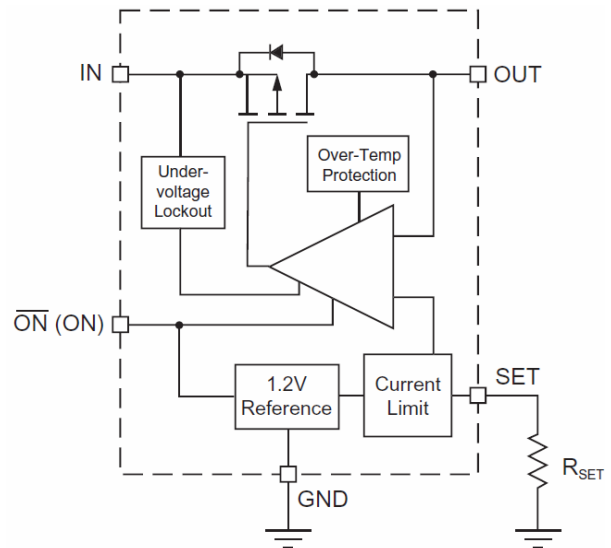 IN
OUT
Over-Temp
Protection
Under-
voltage
Lockout
ON (ON)
1.2V
Reference
Current
Limit
SET
RSET
GND